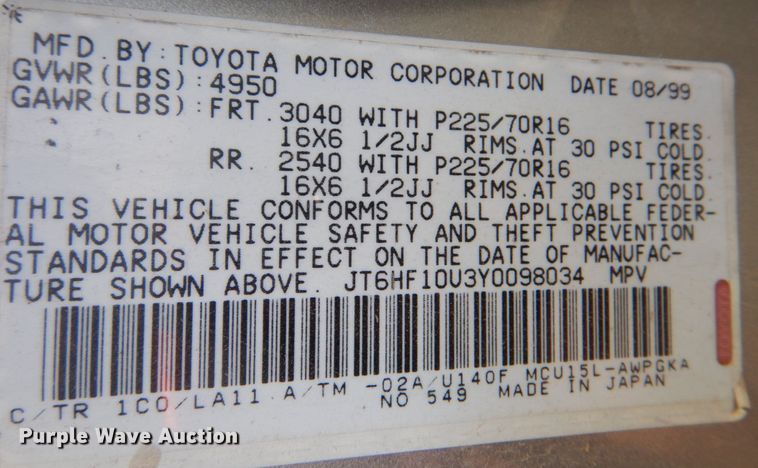 MFD. BY: TOYOTA MOTOR CORPORATION DATE 08/99
GVWR(LBS): 4950
GAWR(LBS): FRT. 3040 WITH P225/70R16 TIRES.
16X6 1/2JJ RIMS.AT 30 PSI COLD.
RR. 2540 WITH P225/70R16 TIRES.
16X6 1/2JJ RIMS.AT 30 PSI COLD.
THIS VEHICLE CONFORMS TO ALL APPLICABLE FEDER-
AL MOTOR VEHICLE SAFETY AND THEFT PREVENTION
STANDARDS IN EFFECT ON THE DATE OF MANUFAC-
TURE SHOWN ABOVE. JT6HF10U3Y0098034 MPV
C/TR 1C0/LA11 A/TM -02A/U140F MCU15L-AWPGKA
NO 549 MADE IN JAPAN
Purple Wave Auction